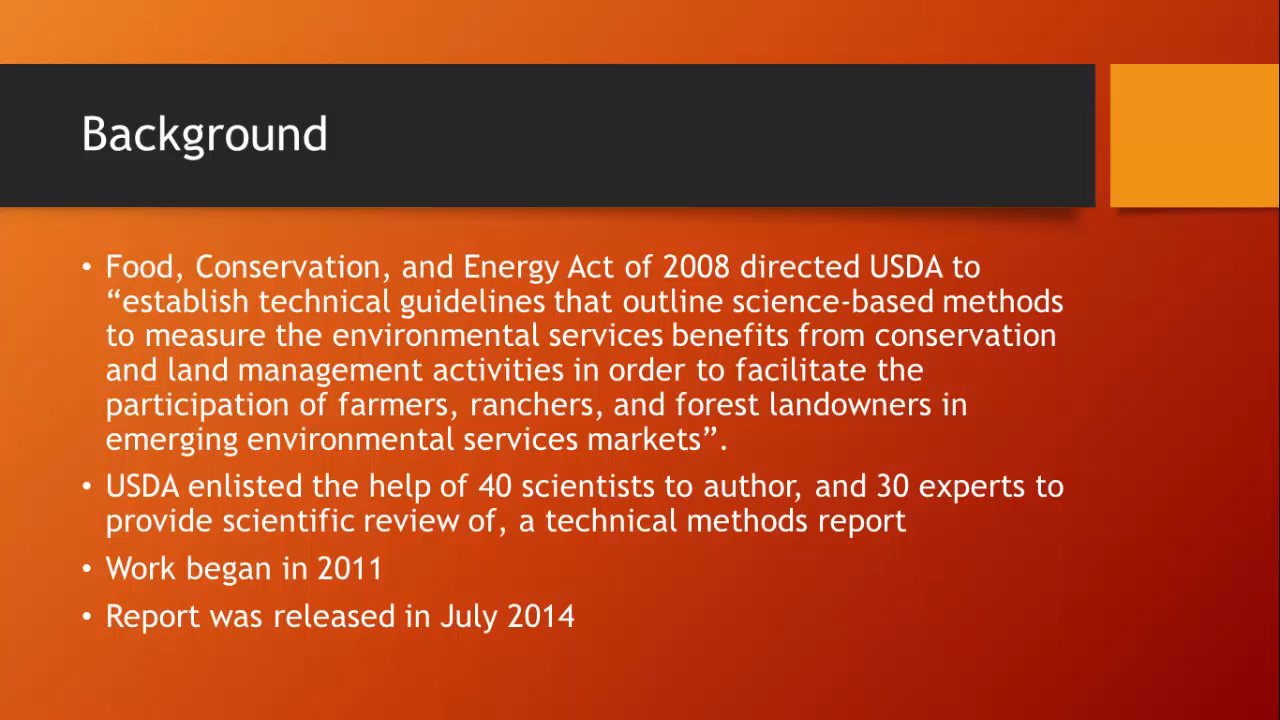 Background
• Food, Conservation, and Energy Act of 2008 directed USDA to
“establish technical guidelines that outline science-based methods
to measure the environmental services benefits from conservation
and land management activities in order to facilitate the
participation of farmers, ranchers, and forest landowners in
emerging environmental services markets”.
• USDA enlisted the help of 40 scientists to author, and 30 experts to
provide scientific review of, a technical methods report
• Work began in 2011
• Report was released in July 2014